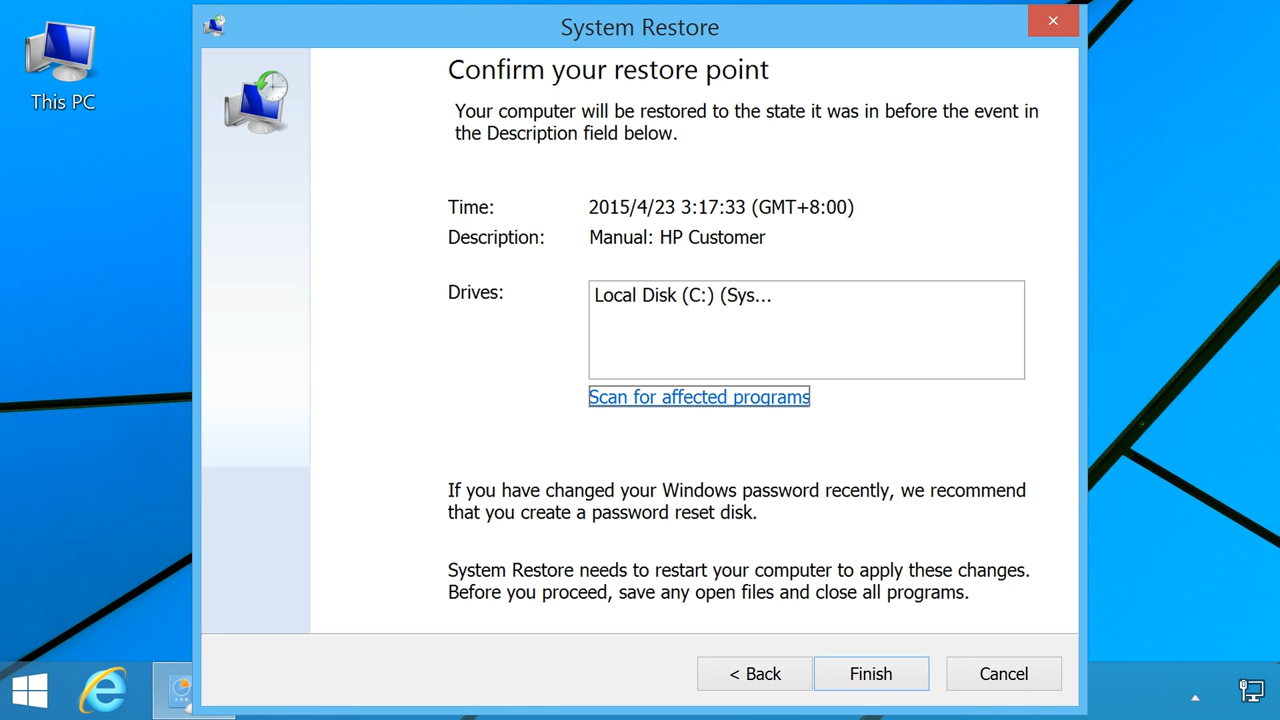 System Restore
This PC
Confirm your restore point
Your computer will be restored to the state it was in before the event in
the Description field below.
Time: 2015/4/23 3:17:33 (GMT+8:00)
Description: Manual: HP Customer
Drives: Local Disk (C:) (Sys...
Scan for affected programs
If you have changed your Windows password recently, we recommend
that you create a password reset disk.
System Restore needs to restart your computer to apply these changes.
Before you proceed, save any open files and close all programs.
< Back Finish Cancel